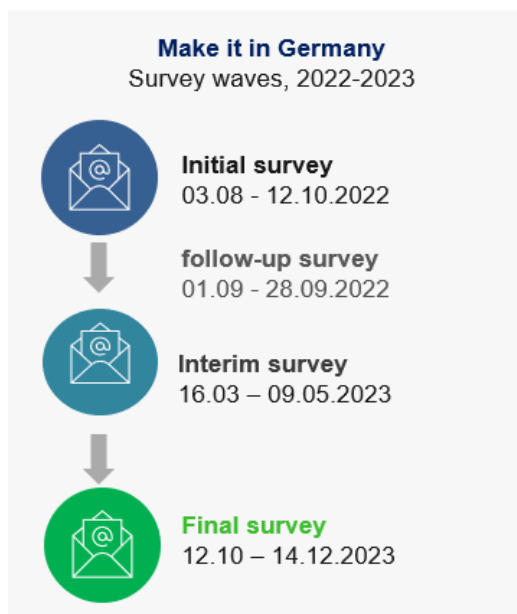 Make it in Germany
Survey waves, 2022-2023
@
Initial survey
03.08 - 12.10.2022
follow-up survey
01.09 - 28.09.2022
@
Interim survey
16.03 – 09.05.2023
@
Final survey
12.10 – 14.12.2023